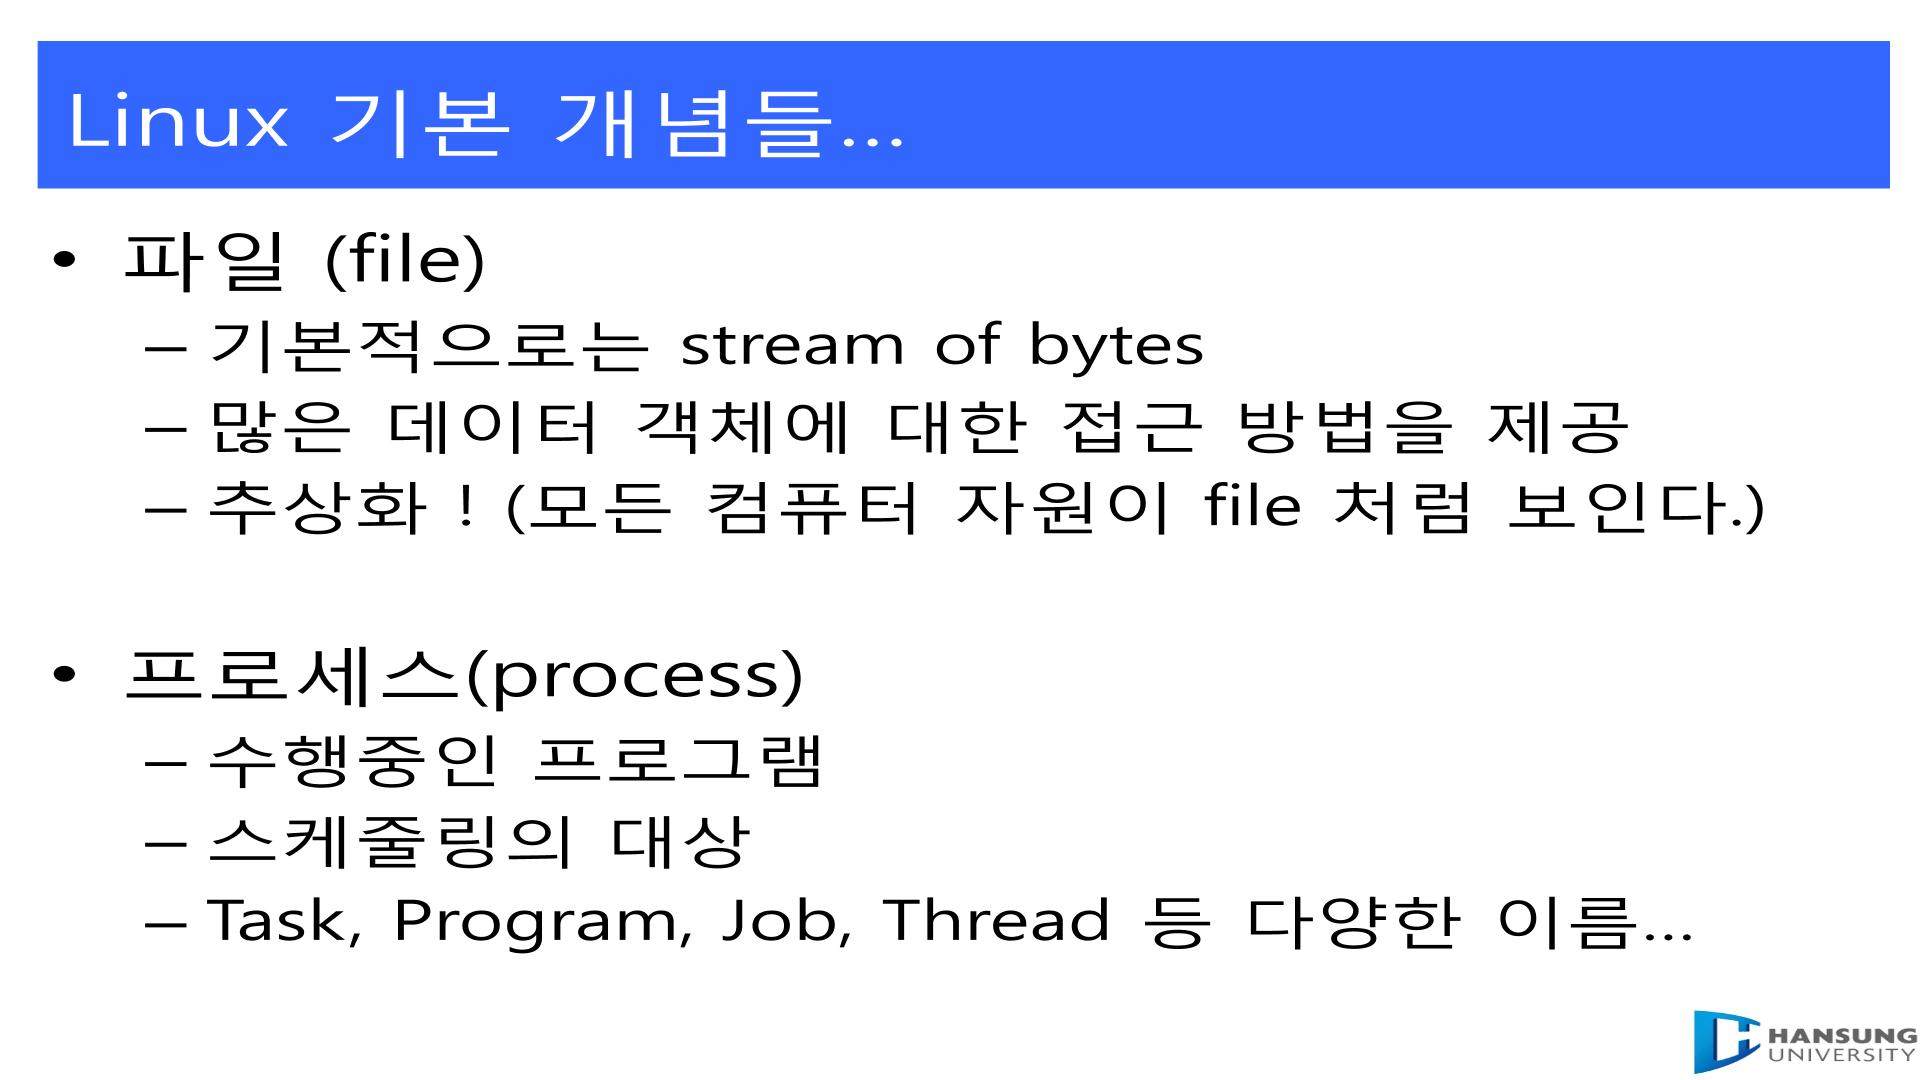 Linux 기본 개념들...
• 파일 (file)
– 기본적으로는 stream of bytes
– 많은 데이터 객체에 대한 접근 방법을 제공
– 추상화 ! (모든 컴퓨터 자원이 file 처럼 보인다.)
• 프로세스(process)
– 수행중인 프로그램
– 스케줄링의 대상
– Task, Program, Job, Thread 등 다양한 이름...
HANSUNG
UNIVERSITY